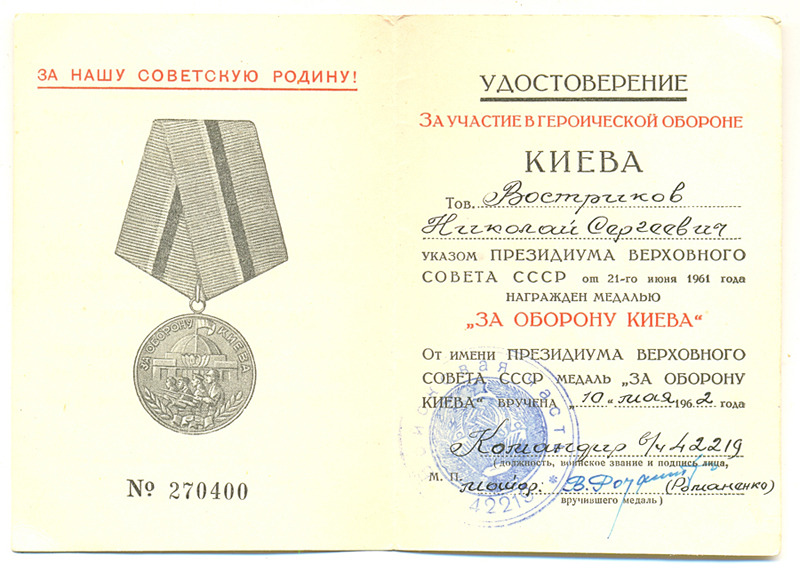 ЗА НАШУ СОВЕТСКУЮ РОДИНУ!
ЗА ОБОРОНУ КИЕВА
№ 270400
УДОСТОВЕРЕНИЕ
ЗА УЧАСТИЕ В ГЕРОИЧЕСКОЙ ОБОРОНЕ
КИЕВА
Тов. Востриков
Николай Сергеевич
УКАЗОМ ПРЕЗИДИУМА ВЕРХОВНОГО
СОВЕТА СССР от 21-го июня 1961 года
НАГРАЖДЕН МЕДАЛЬЮ
„ЗА ОБОРОНУ КИЕВА“
От имени ПРЕЗИДИУМА ВЕРХОВНОГО
СОВЕТА СССР МЕДАЛЬ „ЗА ОБОРОНУ
КИЕВА“ ВРУЧЕНА „10“ мая 1962 года
Командир в/ч 42219
(должность, воинское звание и подпись лица,
М. П. майор: (Романенко)
вручившего медаль)
42219